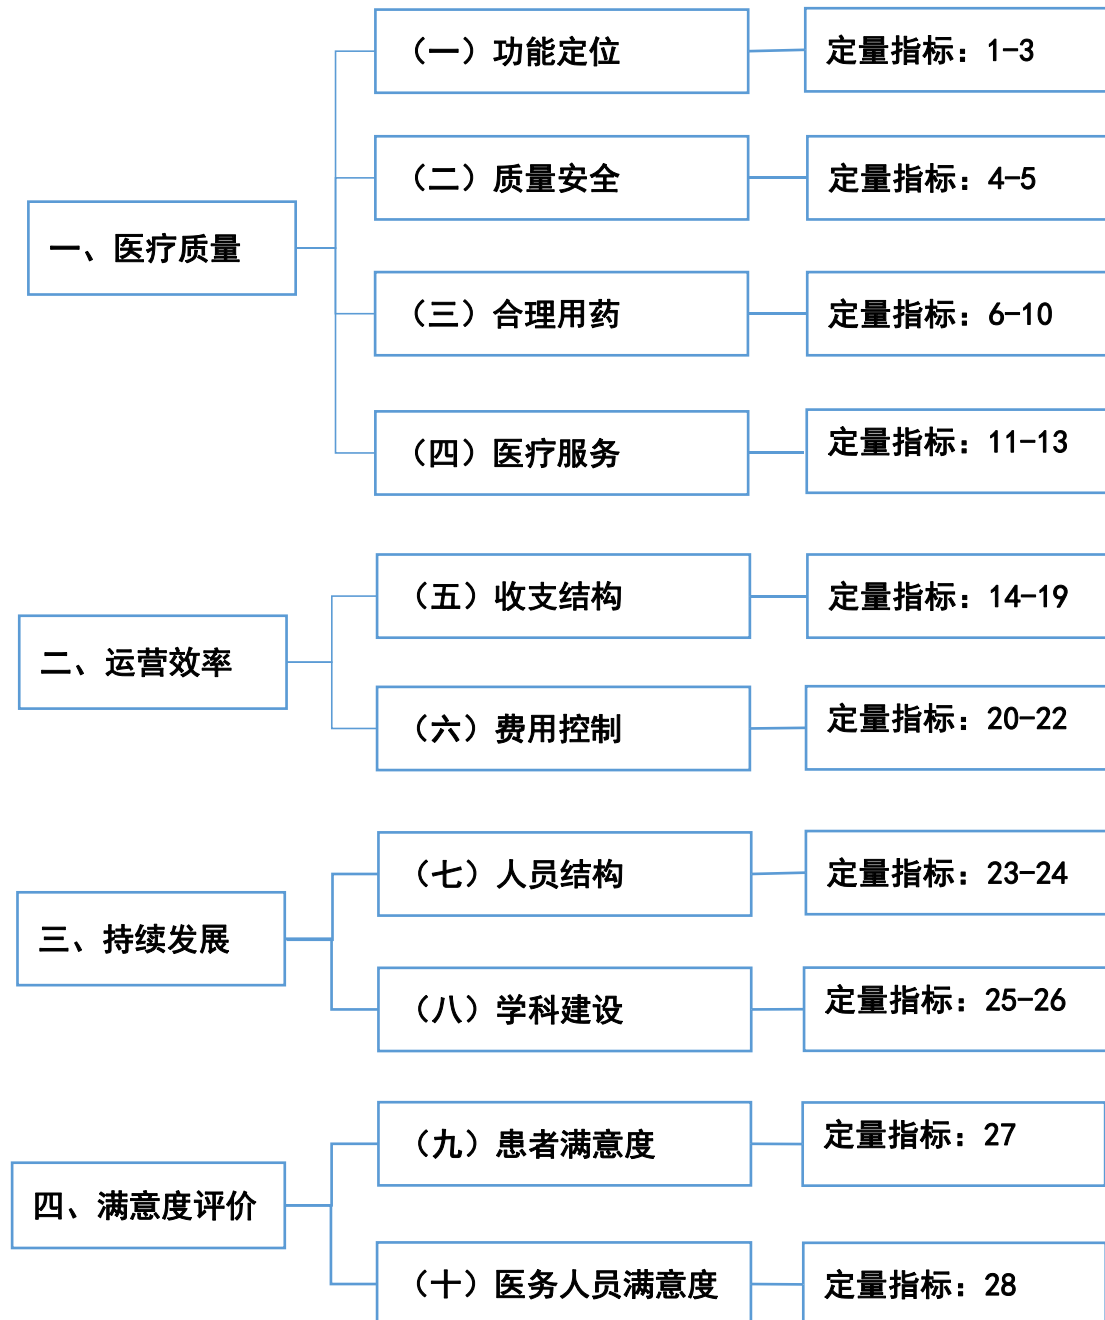 一、医疗质量
（一）功能定位
定量指标：1-3
（二）质量安全
定量指标：4-5
（三）合理用药
定量指标：6-10
（四）医疗服务
定量指标：11-13
二、运营效率
（五）收支结构
定量指标：14-19
（六）费用控制
定量指标：20-22
三、持续发展
（七）人员结构
定量指标：23-24
（八）学科建设
定量指标：25-26
四、满意度评价
（九）患者满意度
定量指标：27
（十）医务人员满意度
定量指标：28